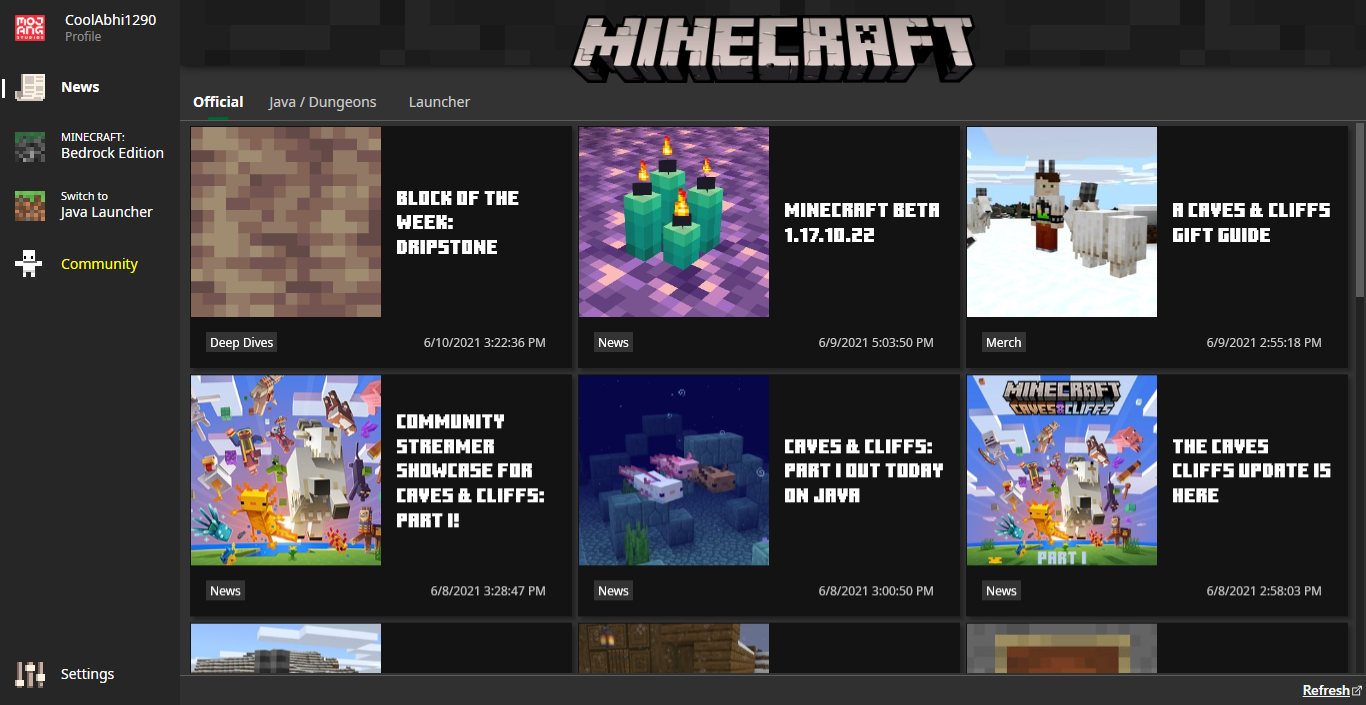 MOJ
ANG
STUDIOS
CoolAbhi1290
Profile
News
MINECRAFT:
Bedrock Edition
Switch to
Java Launcher
Community
Settings
MINECRAFT
Official
Java / Dungeons
Launcher
BLOCK OF THE
WEEK:
DRIPSTONE
Deep Dives
6/10/2021 3:22:36 PM
MINECRAFT BETA
1.17.10.22
News
6/9/2021 5:03:50 PM
A CAVES & CLIFFS
GIFT GUIDE
Merch
6/9/2021 2:55:18 PM
COMMUNITY
STREAMER
SHOWCASE FOR
CAVES & CLIFFS:
PART I!
News
6/8/2021 3:28:47 PM
CAVES & CLIFFS:
PART I OUT TODAY
ON JAVA
News
6/8/2021 3:00:50 PM
MINECRAFT
CAVES & CLIFFS
PART I
THE CAVES
CLIFFS UPDATE IS
HERE
News
6/8/2021 2:58:03 PM
Refresh